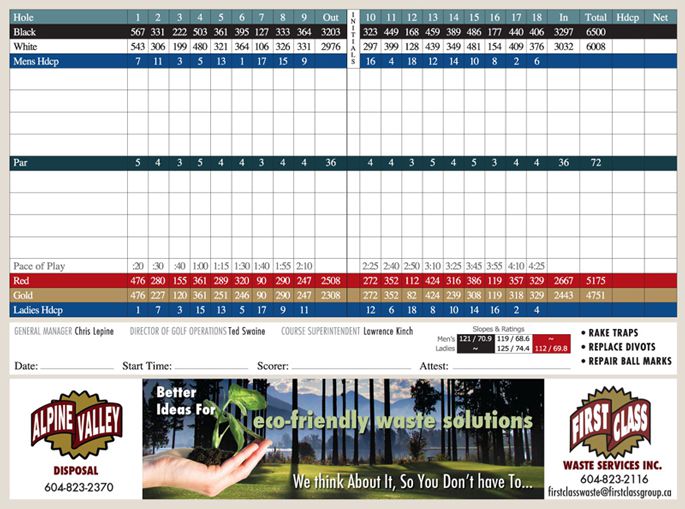 Hole 1 2 3 4 5 6 7 8 9 Out INITIALS 10 11 12 13 14 15 16 17 18 In Total Hdcp Net
Black 567 331 222 503 361 395 127 333 364 3203 323 449 168 459 389 486 177 440 406 3297 6500
White 543 306 199 480 321 364 106 326 331 2976 297 399 128 439 349 481 154 409 376 3032 6008
Mens Hdcp 7 11 3 5 13 1 17 15 9 16 4 18 12 14 10 8 2 6
Par 5 4 3 5 4 4 3 4 4 36 4 4 3 5 4 5 3 4 4 36 72
Pace of Play :20 :30 :40 1:00 1:15 1:30 1:40 1:55 2:10 2:25 2:40 2:50 3:10 3:25 3:45 3:55 4:10 4:25
Red 476 280 155 361 289 320 90 290 247 2508 272 352 112 424 316 386 119 357 329 2667 5175
Gold 476 227 120 361 251 246 90 290 247 2308 272 352 82 424 239 308 119 318 329 2443 4751
Ladies Hdcp 1 7 3 15 13 5 17 9 11 12 6 18 8 10 4 16 2 14
GENERAL MANAGER Chris Lepine DIRECTOR OF GOLF OPERATIONS Ted Swaine COURSE SUPERINTENDENT Lawrence Kinch
Slopes & Ratings
Men's 121 / 70.9 119 / 68.6 ~
Ladies ~ 125 / 74.4 112 / 69.8
• RAKE TRAPS
• REPLACE DIVOTS
• REPAIR BALL MARKS
Date: Start Time: Scorer: Attest:
ALPINE VALLEY
DISPOSAL
604-823-2370
Better
Ideas For
eco-friendly waste solutions
We think About It, So You Don't have To...
FIRST CLASS
WASTE SERVICES INC.
604-823-2116
firstclasswaste@firstclassgroup.ca